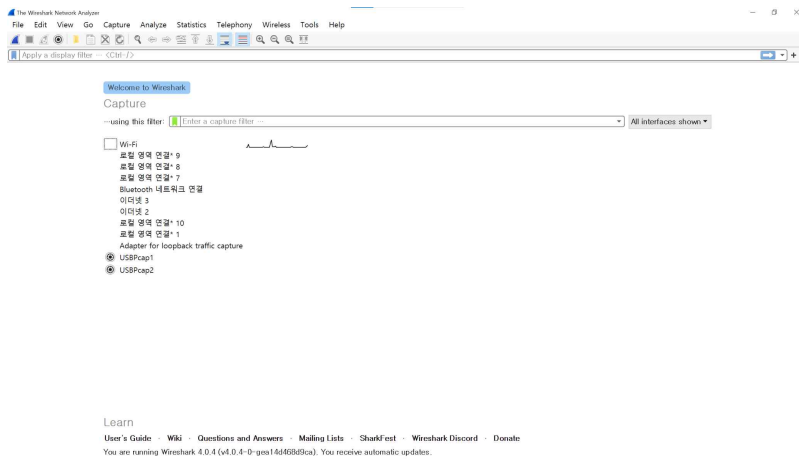 The Wireshark Network Analyzer
File Edit View Go Capture Analyze Statistics Telephony Wireless Tools Help
Apply a display filter ... <Ctrl-/>
Welcome to Wireshark
Capture
...using this filter: Enter a capture filter ... All interfaces shown
Wi-Fi
로컬 영역 연결* 9
로컬 영역 연결* 8
로컬 영역 연결* 7
Bluetooth 네트워크 연결
이더넷 3
이더넷 2
로컬 영역 연결* 10
로컬 영역 연결* 1
Adapter for loopback traffic capture
USBPcap1
USBPcap2
Learn
User's Guide · Wiki · Questions and Answers · Mailing Lists · SharkFest · Wireshark Discord · Donate
You are running Wireshark 4.0.4 (v4.0.4-0-gea14d468d9ca). You receive automatic updates.